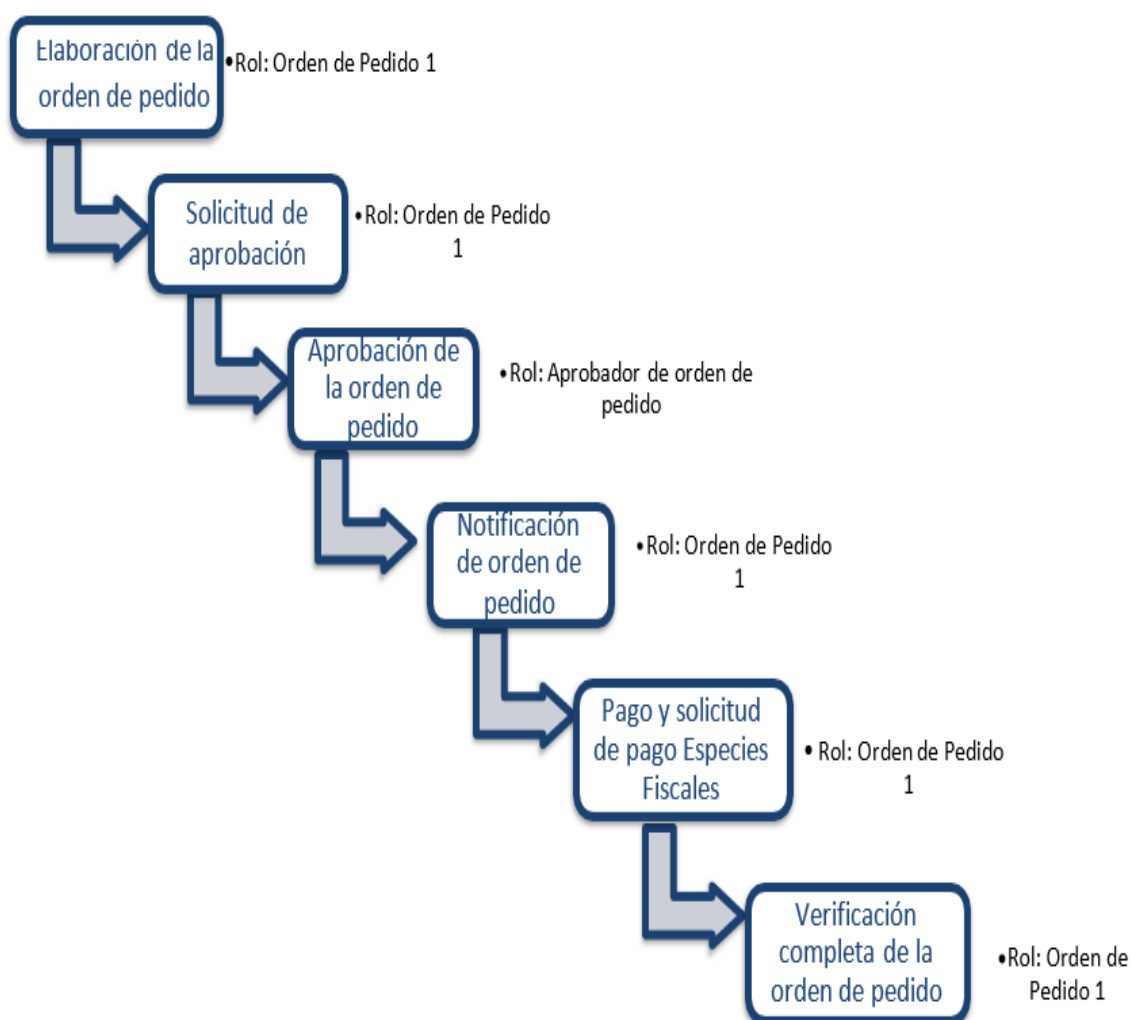 Elaboración de la
orden de pedido
•Rol: Orden de Pedido 1
Solicitud de
aprobación
•Rol: Orden de Pedido
1
Aprobación de
la orden de
pedido
•Rol: Aprobador de orden de
pedido
Notificación
de orden de
pedido
•Rol: Orden de Pedido
1
Pago y solicitud
de pago Especies
Fiscales
• Rol: Orden de Pedido
1
Verificación
completa de la
orden de pedido
•Rol: Orden de
Pedido 1